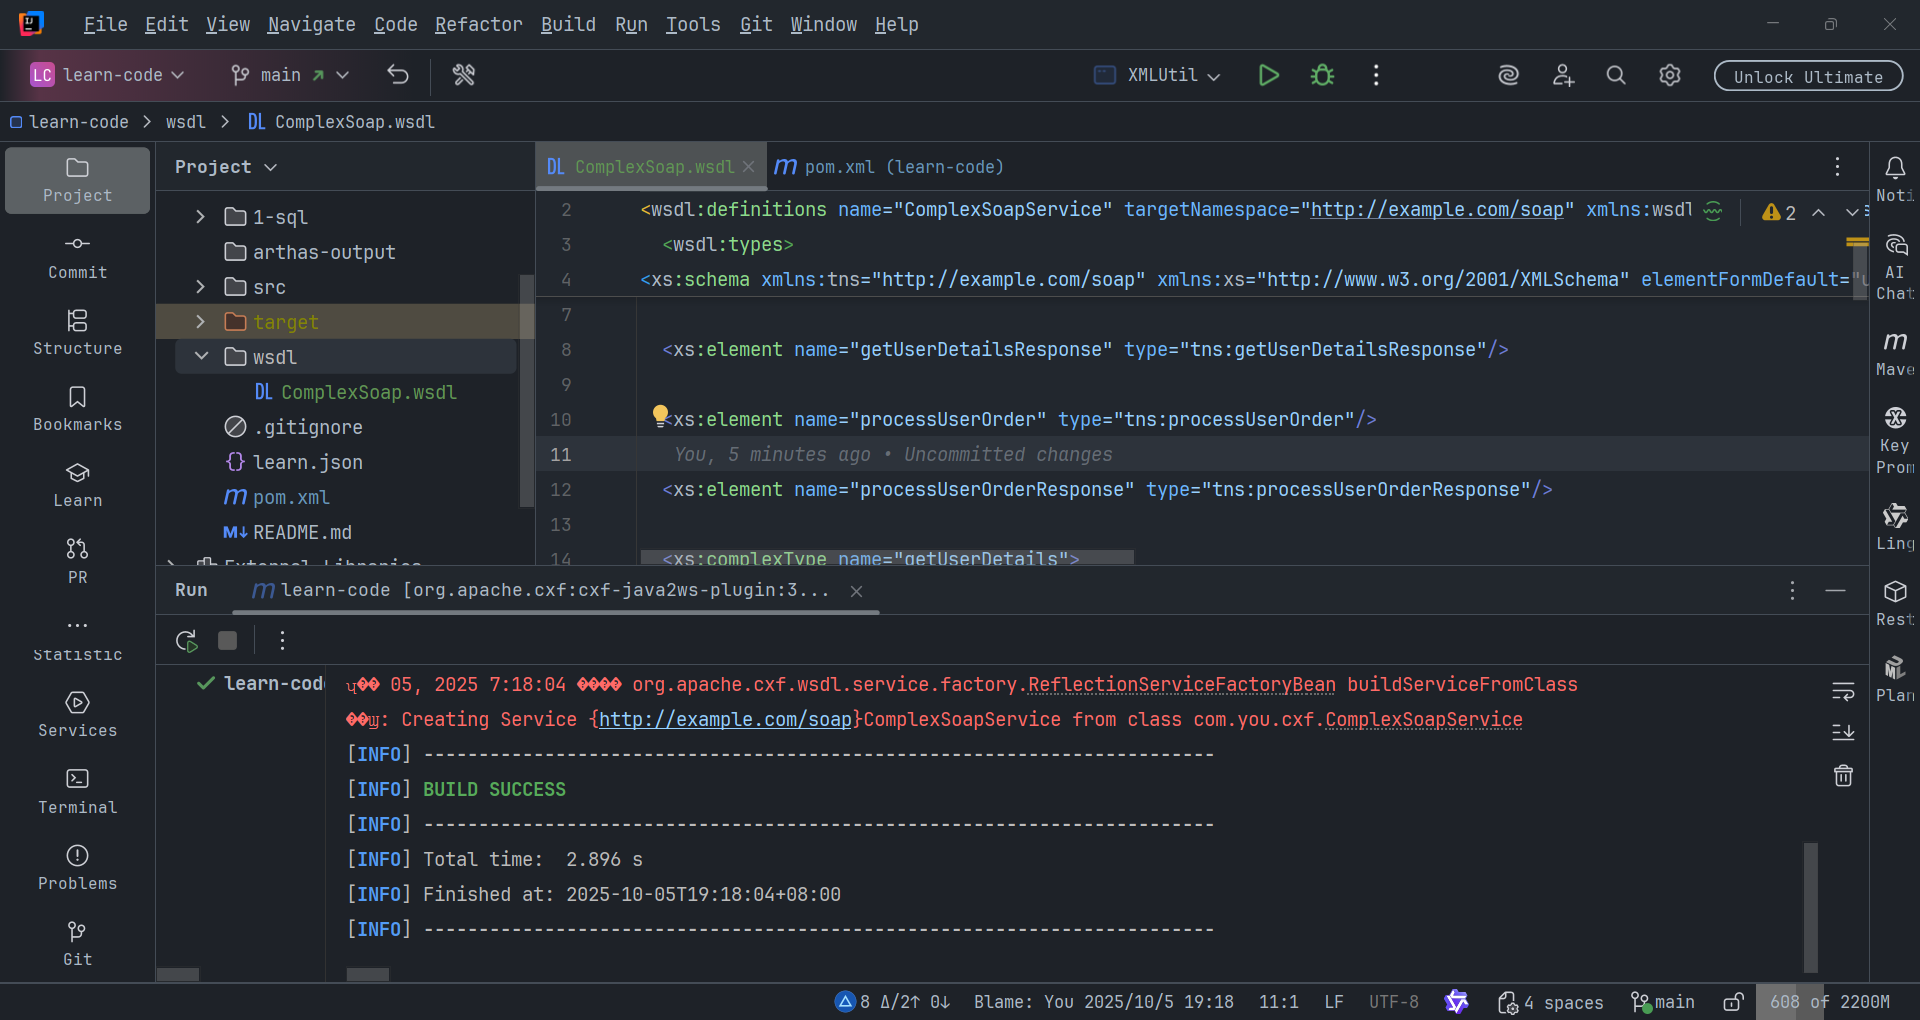 File Edit View Navigate Code Refactor Build Run Tools Git Window Help
LC learn-code main XMLUtil Unlock Ultimate
learn-code wsdl DL ComplexSoap.wsdl
Project
Commit
Structure
Bookmarks
Learn
PR
Statistic
Services
Terminal
Problems
Git
Project
1-sql
arthas-output
src
target
wsdl
DL ComplexSoap.wsdl
.gitignore
{} learn.json
m pom.xml
M↓ README.md
External Libraries
DL ComplexSoap.wsdl m pom.xml (learn-code)
2 <wsdl:definitions name="ComplexSoapService" targetNamespace="http://example.com/soap" xmlns:wsdl
2
3 <wsdl:types>
4 <xs:schema xmlns:tns="http://example.com/soap" xmlns:xs="http://www.w3.org/2001/XMLSchema" elementFormDefault="u
7
8 <xs:element name="getUserDetailsResponse" type="tns:getUserDetailsResponse"/>
9
10 <xs:element name="processUserOrder" type="tns:processUserOrder"/>
11 You, 5 minutes ago • Uncommitted changes
12 <xs:element name="processUserOrderResponse" type="tns:processUserOrderResponse"/>
13
14 <xs:complexType name="getUserDetails">
Noti
AI
Chat
m
Mave
Key
Prom
Ling
Rest
Plan
Run m learn-code [org.apache.cxf:cxf-java2ws-plugin:3...
learn-code
05, 2025 7:18:04 ���� org.apache.cxf.wsdl.service.factory.ReflectionServiceFactoryBean buildServiceFromClass
: Creating Service {http://example.com/soap}ComplexSoapService from class com.you.cxf.ComplexSoapService
[INFO] ------------------------------------------------------------------------
[INFO] BUILD SUCCESS
[INFO] ------------------------------------------------------------------------
[INFO] Total time:  2.896 s
[INFO] Finished at: 2025-10-05T19:18:04+08:00
[INFO] ------------------------------------------------------------------------
8 Δ/2↑ 0↓ Blame: You 2025/10/5 19:18 11:1 LF UTF-8 4 spaces main 608 of 2200M